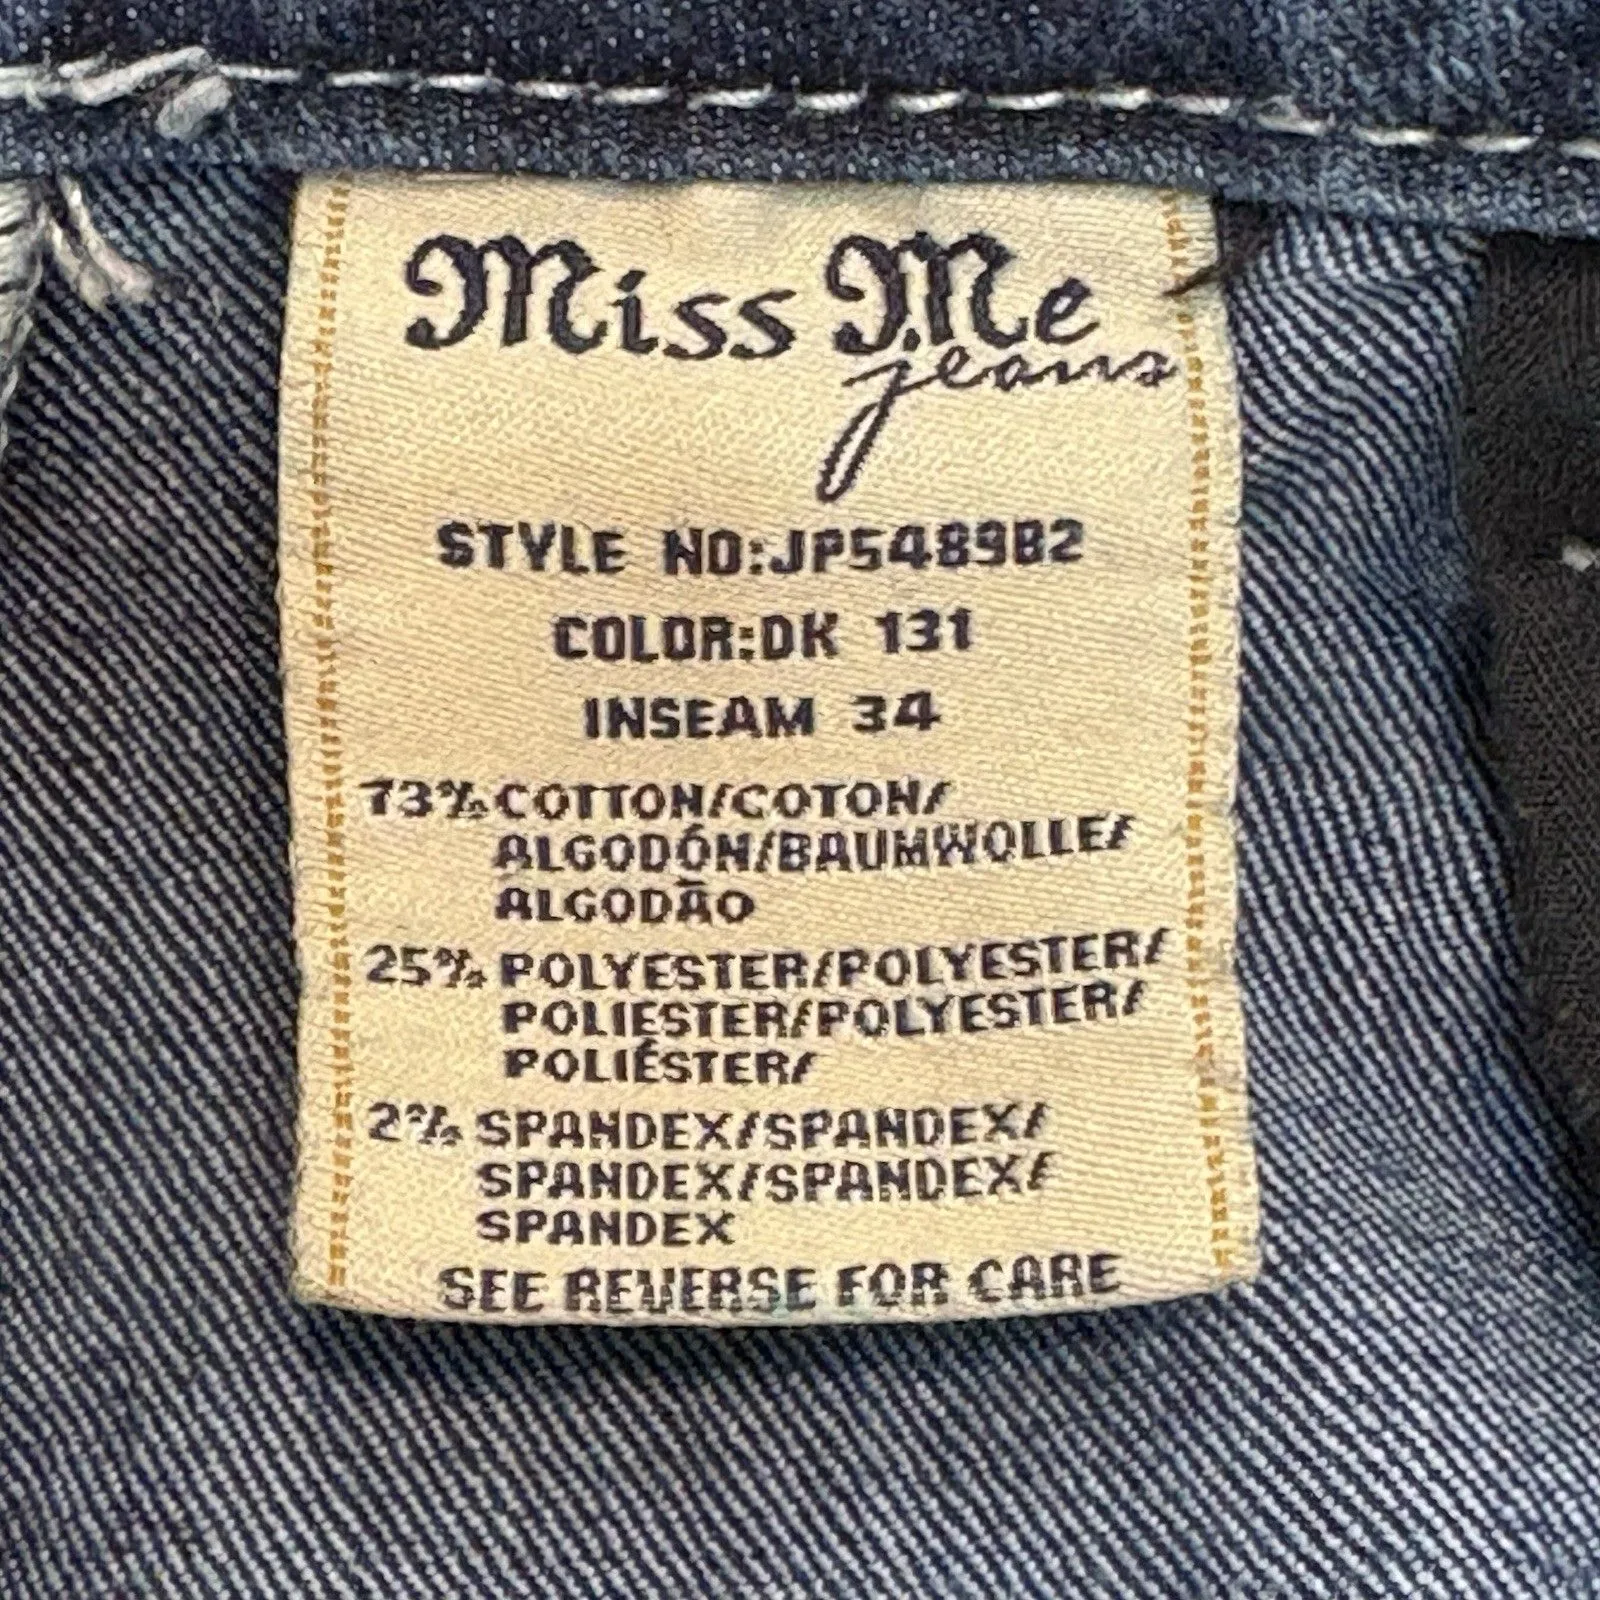 Miss Me
jeans
STYLE NO:JP5489B2
COLOR:DK 131
INSEAM 34
73% COTTON/COTON/
ALGODÓN/BAUMWOLLE/
ALGODÃO
25% POLYESTER/POLYESTER/
POLIESTER/POLYESTER/
POLIÉSTER/
2% SPANDEX/SPANDEX/
SPANDEX/SPANDEX/
SPANDEX
SEE REVERSE FOR CARE